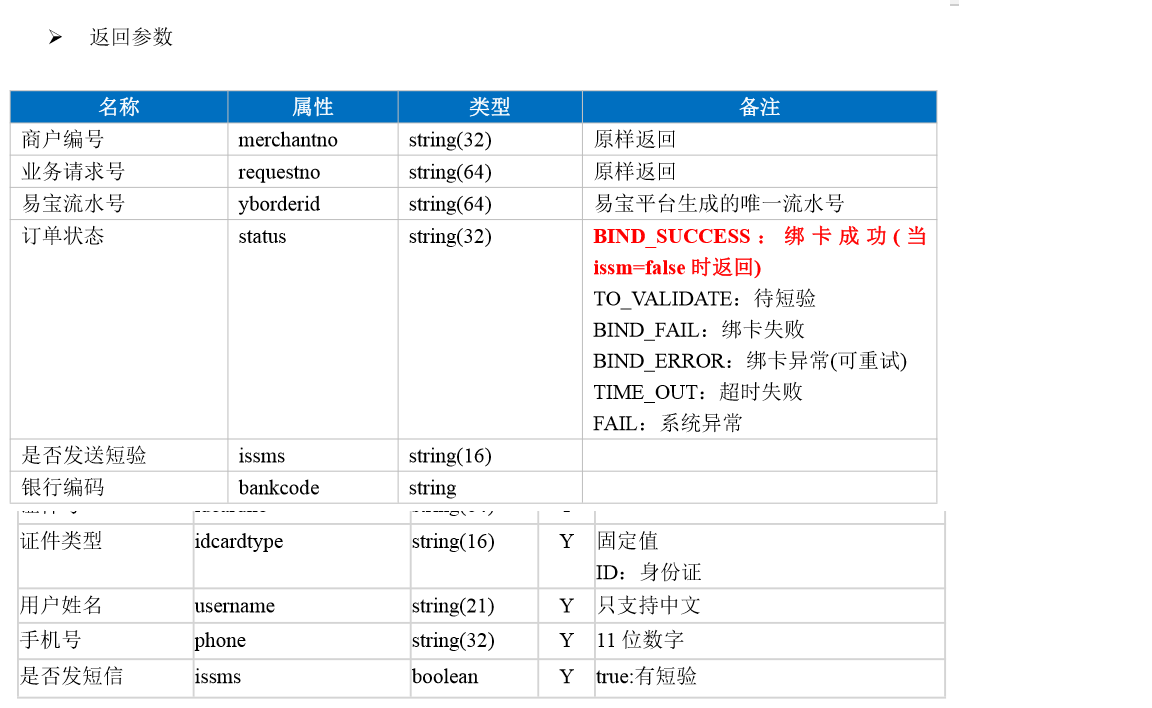 返回参数
名称 属性 类型 备注
商户编号 merchantno string(32) 原样返回
业务请求号 requestno string(64) 原样返回
易宝流水号 yborderid string(64) 易宝平台生成的唯一流水号
订单状态 status string(32) BIND_SUCCESS：绑卡成功(当
issm=false 时返回)
TO_VALIDATE：待短验
BIND_FAIL：绑卡失败
BIND_ERROR：绑卡异常(可重试)
TIME_OUT：超时失败
FAIL：系统异常
是否发送短验 issms string(16)
银行编码 bankcode string
证件类型 idcardtype string(16) Y 固定值
ID：身份证
用户姓名 username string(21) Y 只支持中文
手机号 phone string(32) Y 11 位数字
是否发短信 issms boolean Y true:有短验